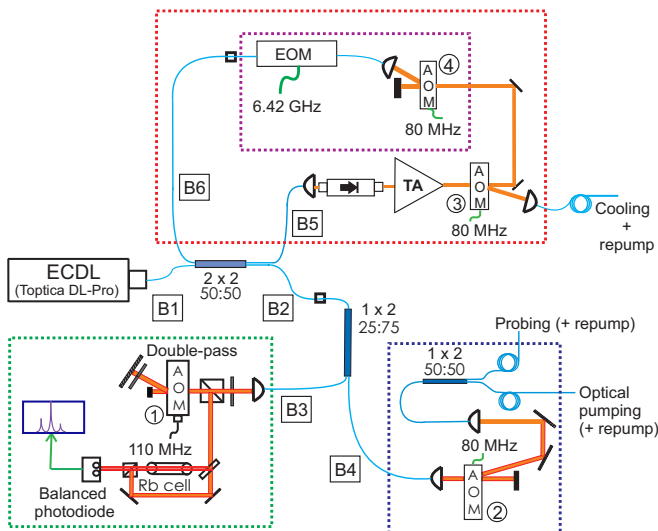 EOM
6.42 GHz
A
O
M
④
80 MHz
B6
B5
TA
A
O
M
③
80 MHz
Cooling
+
repump
ECDL
(Toptica DL-Pro)
B1
2 x 2
50:50
B2
1 x 2
25:75
Double-pass
A
O
M
①
110 MHz
B3
Rb cell
Balanced
photodiode
B4
Probing (+ repump)
1 x 2
50:50
Optical
pumping
(+ repump)
80 MHz
A
O
M
②